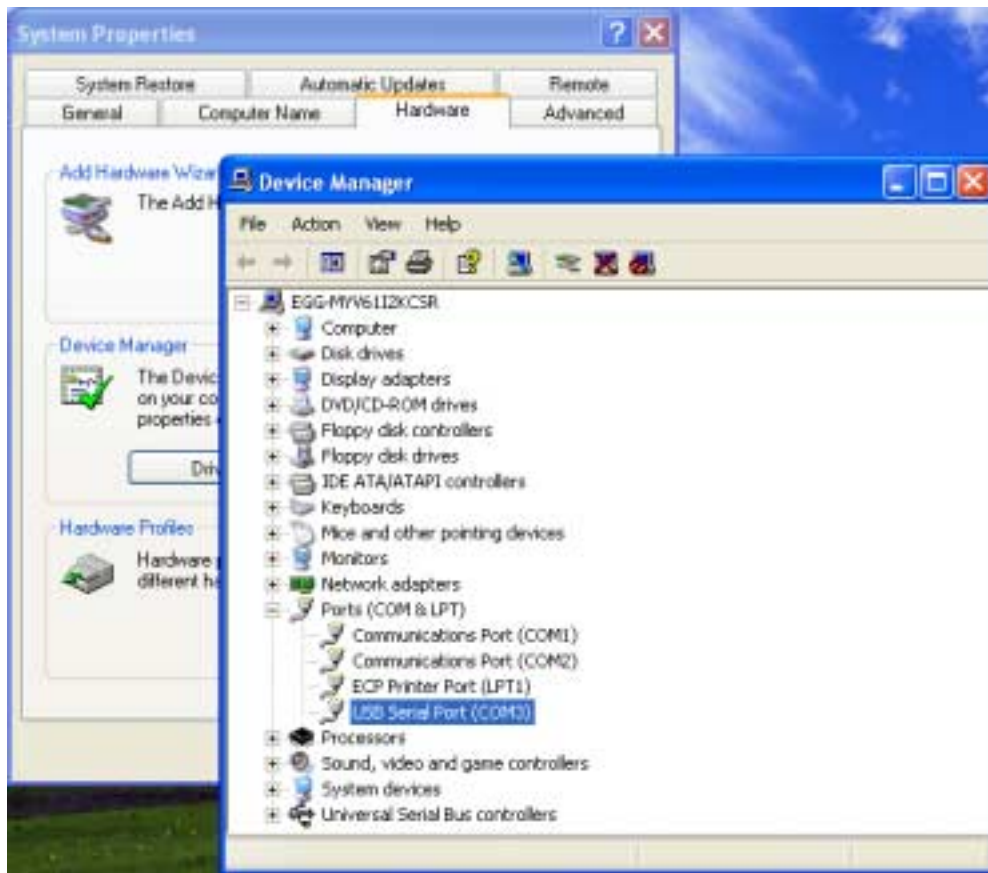 System Properties
System Restore Automatic Updates Remote
General Computer Name Hardware Advanced
Add Hardware Wizar
The Add H
Device Manager
The Devic
on your co
properties
Driv
Hardware Profiles
Hardware p
different ha
Device Manager
File Action View Help
EGG-MYV61I2KCSR
Computer
Disk drives
Display adapters
DVD/CD-ROM drives
Floppy disk controllers
Floppy disk drives
IDE ATA/ATAPI controllers
Keyboards
Mice and other pointing devices
Monitors
Network adapters
Ports (COM & LPT)
Communications Port (COM1)
Communications Port (COM2)
ECP Printer Port (LPT1)
USB Serial Port (COM3)
Processors
Sound, video and game controllers
System devices
Universal Serial Bus controllers